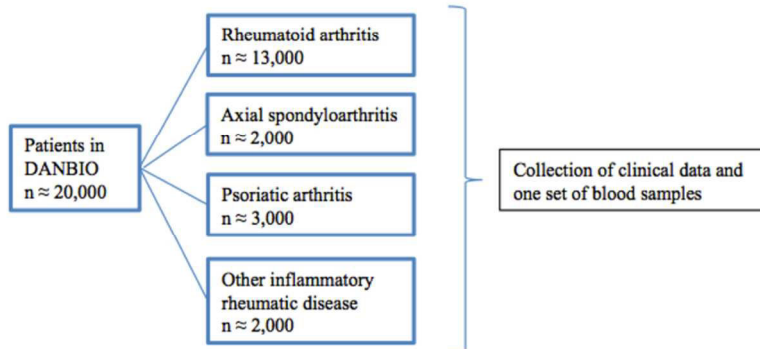 Patients in
DANBIO
n ≈ 20,000
Rheumatoid arthritis
n ≈ 13,000
Axial spondyloarthritis
n ≈ 2,000
Psoriatic arthritis
n ≈ 3,000
Other inflammatory
rheumatic disease
n ≈ 2,000
Collection of clinical data and
one set of blood samples